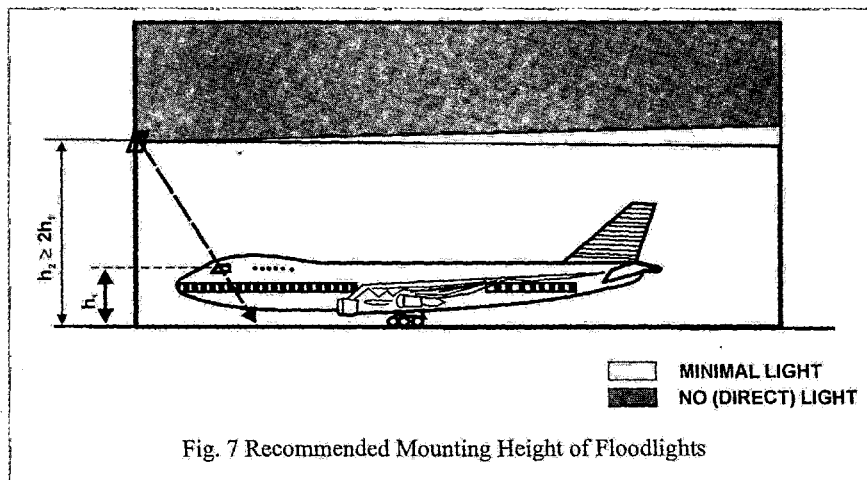 h₂ ≥ 2h₁
h₁
MINIMAL LIGHT
NO (DIRECT) LIGHT
Fig. 7 Recommended Mounting Height of Floodlights